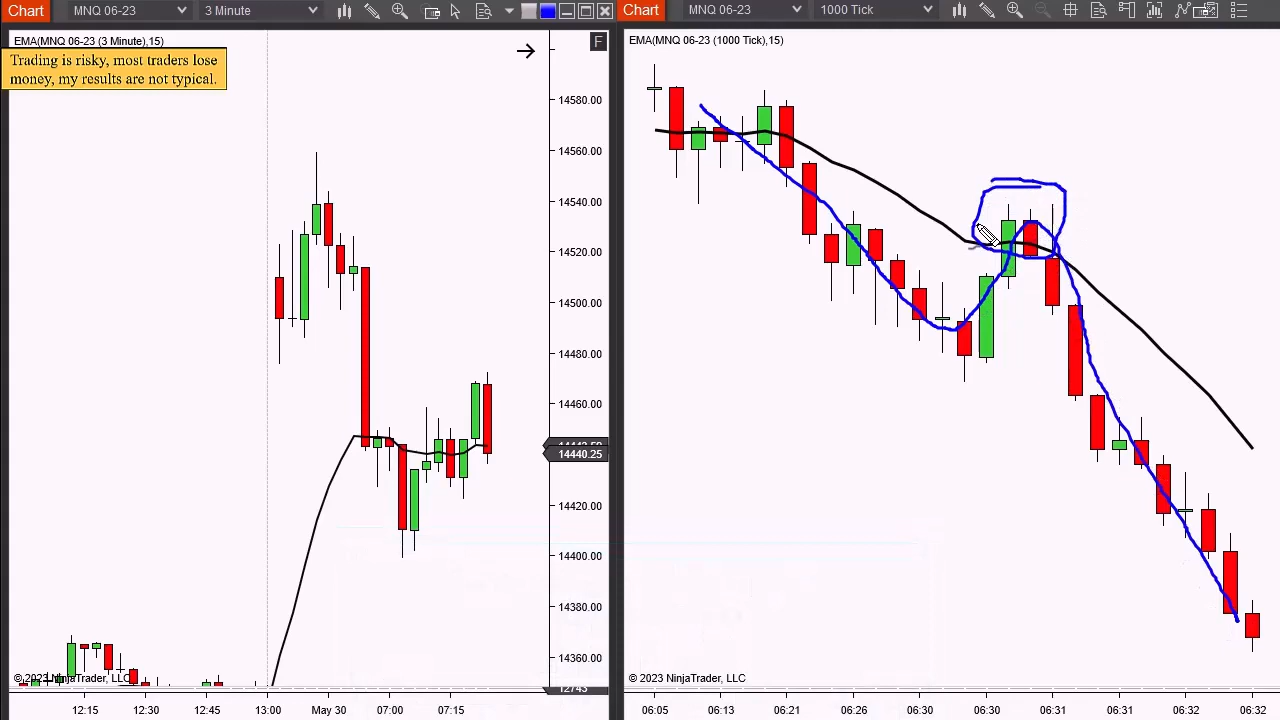 Chart MNQ 06-23 3 Minute
EMA(MNQ 06-23 (3 Minute),15)
F
Trading is risky, most traders lose
money, my results are not typical.
14580.00
14560.00
14540.00
14520.00
14500.00
14480.00
14460.00
14440.25
14420.00
14400.00
14380.00
14360.00
© 2023 NinjaTrader, LLC
12743
12:15 12:30 12:45 13:00 May 30 07:00 07:15
Chart MNQ 06-23 1000 Tick
EMA(MNQ 06-23 (1000 Tick),15)
© 2023 NinjaTrader, LLC
06:05 06:13 06:21 06:26 06:30 06:30 06:31 06:31 06:32 06:32